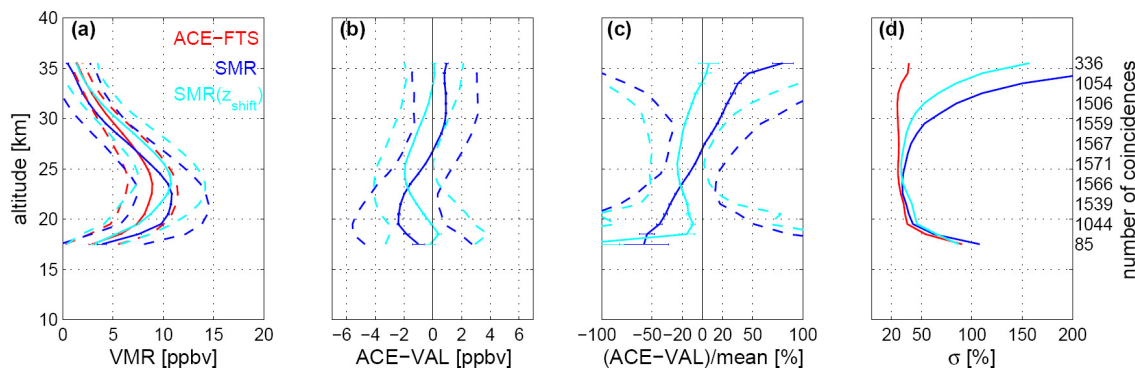 (a)
ACE−FTS
SMR
SMR(z_shift)
altitude [km]
40
35
30
25
20
15
10
0 5 10 15 20
VMR [ppbv]
(b)
−6 −4 −2 0 2 4 6
ACE−VAL [ppbv]
(c)
−100 −50 −20 0 20 50 100
(ACE−VAL)/mean [%]
(d)
20 50 100 150 200
σ [%]
336
1054
1506
1559
1567
1571
1566
1539
1044
85
number of coincidences